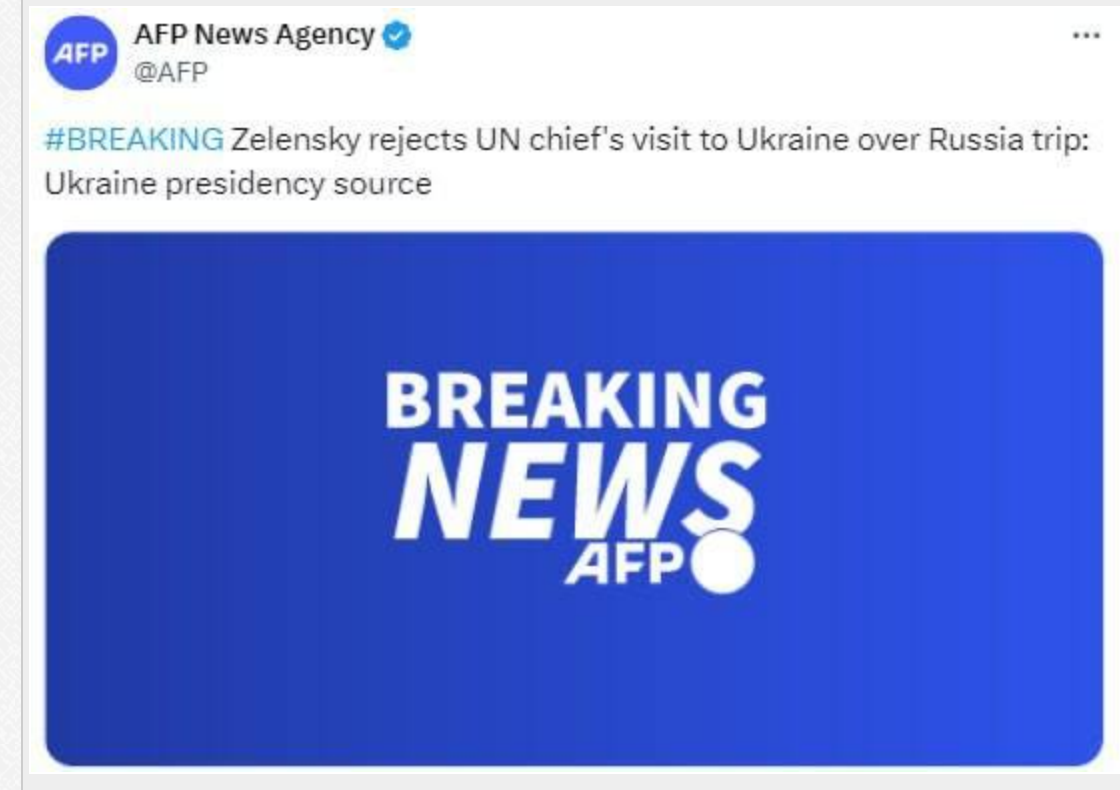 AFP
AFP News Agency
@AFP
#BREAKING Zelensky rejects UN chief's visit to Ukraine over Russia trip:
Ukraine presidency source
BREAKING
NEWS
AFP